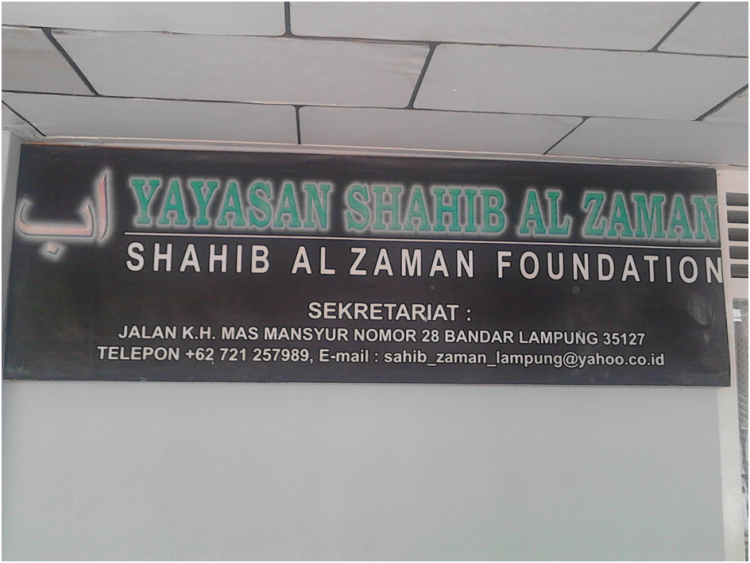 اب YAYASAN SHAHIB AL ZAMAN
SHAHIB AL ZAMAN FOUNDATION
SEKRETARIAT :
JALAN K.H. MAS MANSYUR NOMOR 28 BANDAR LAMPUNG 35127
TELEPON +62 721 257989, E-mail : sahib_zaman_lampung@yahoo.co.id